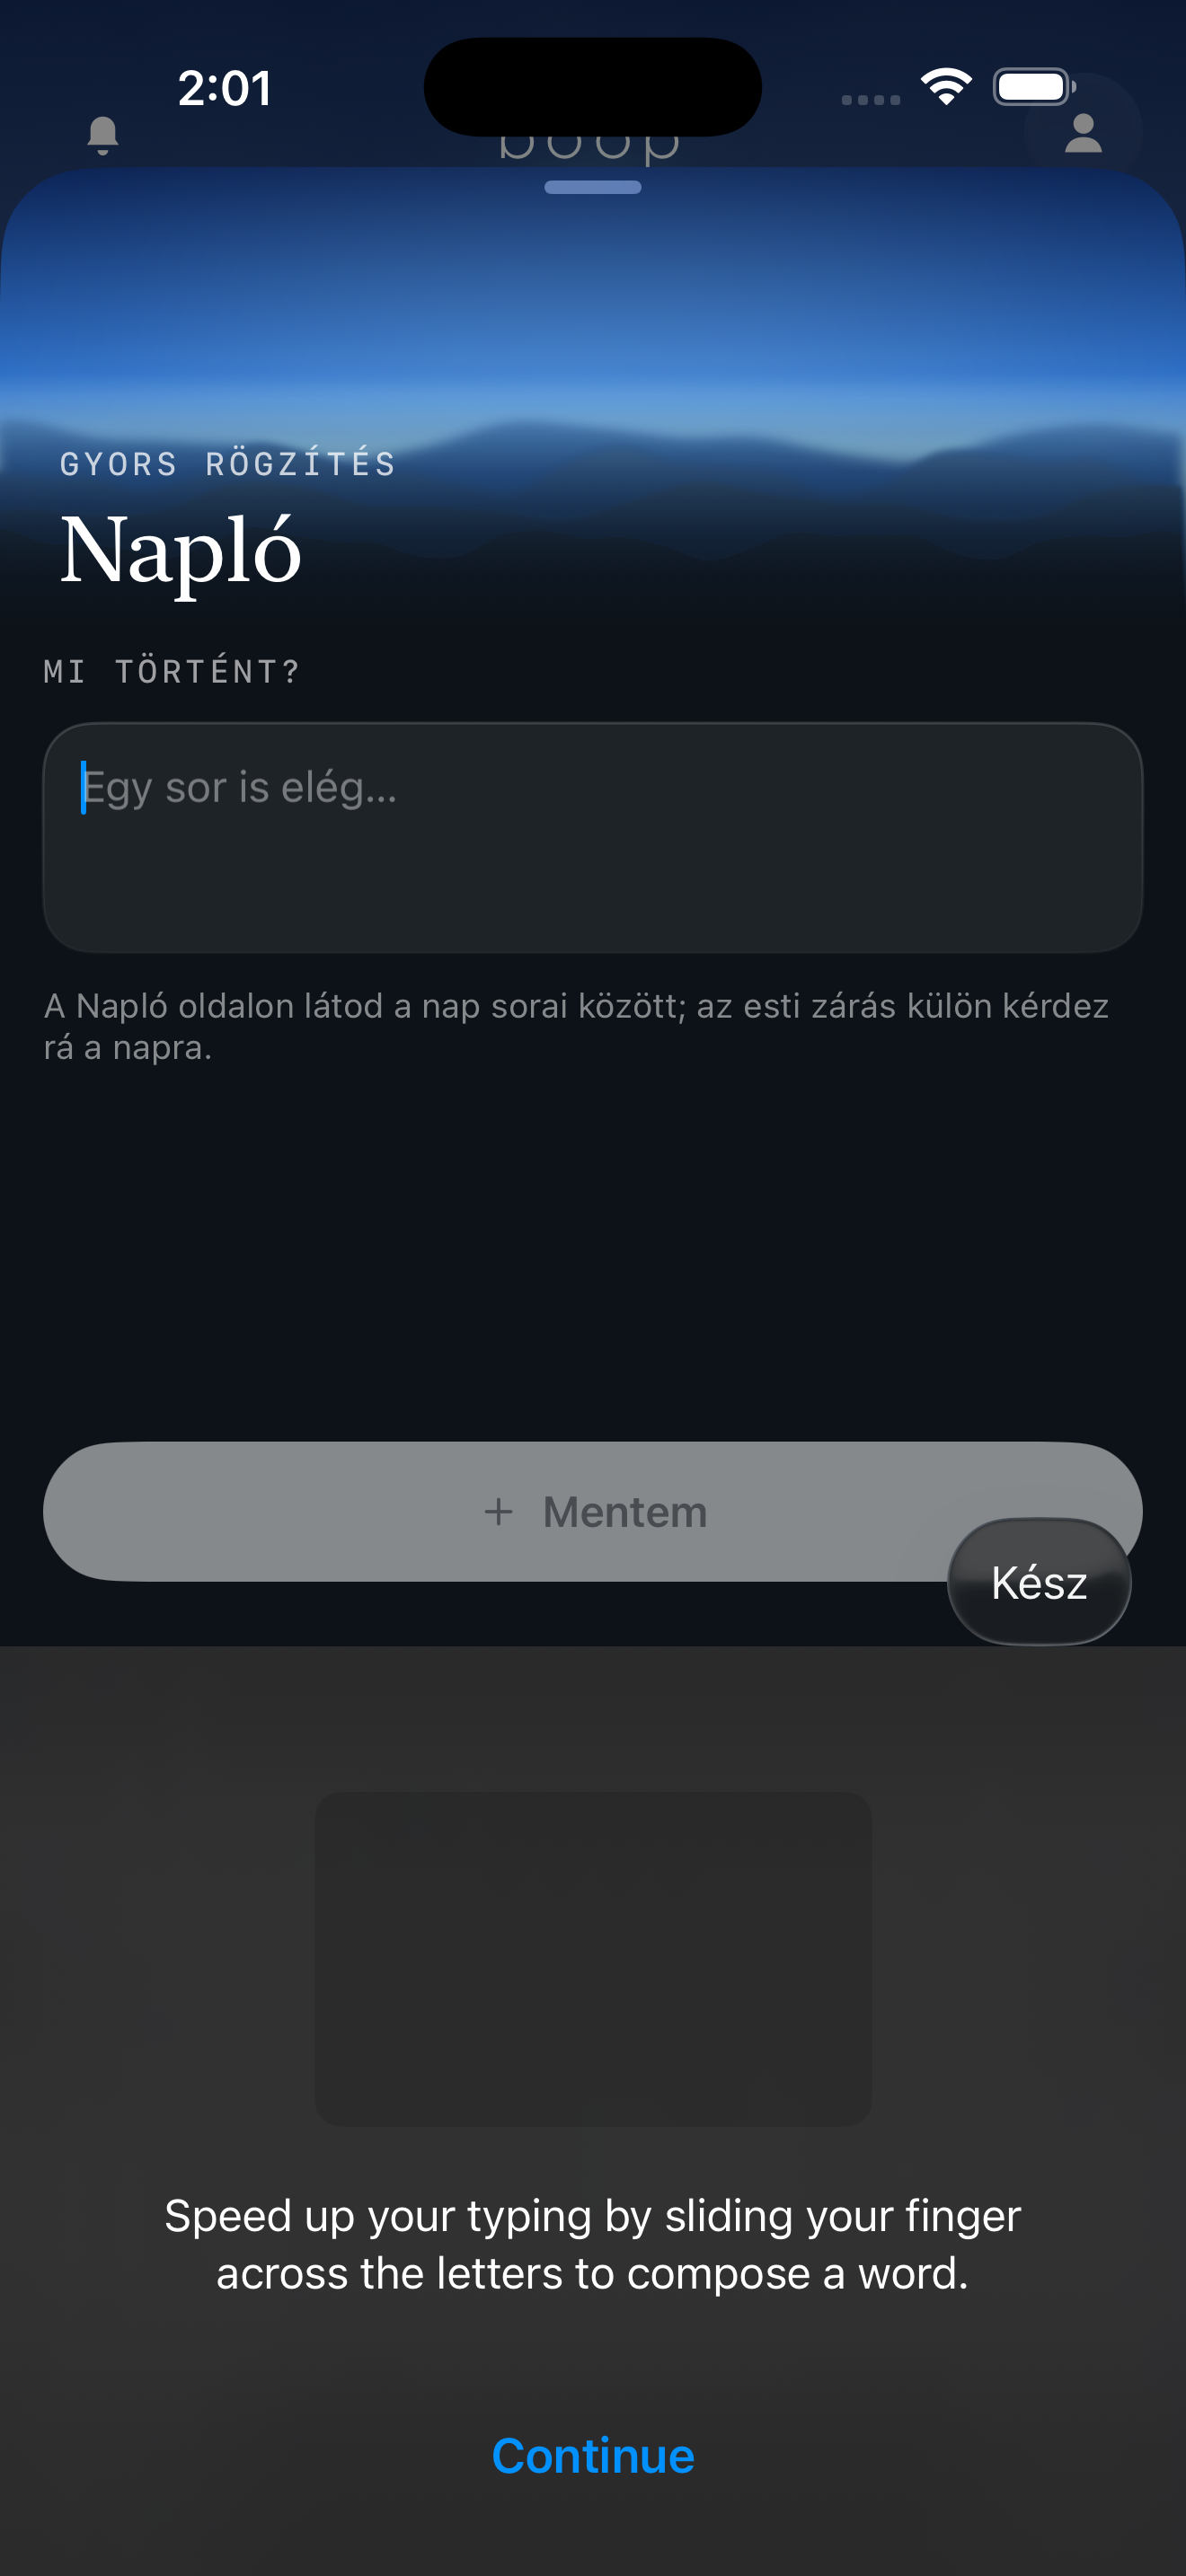 2:01
GYORS RÖGZÍTÉS
Napló
MI TÖRTÉNT?
Egy sor is elég...
A Napló oldalon látod a nap sorai között; az esti zárás külön kérdez
rá a napra.
+ Mentem
Kész
Speed up your typing by sliding your finger
across the letters to compose a word.
Continue